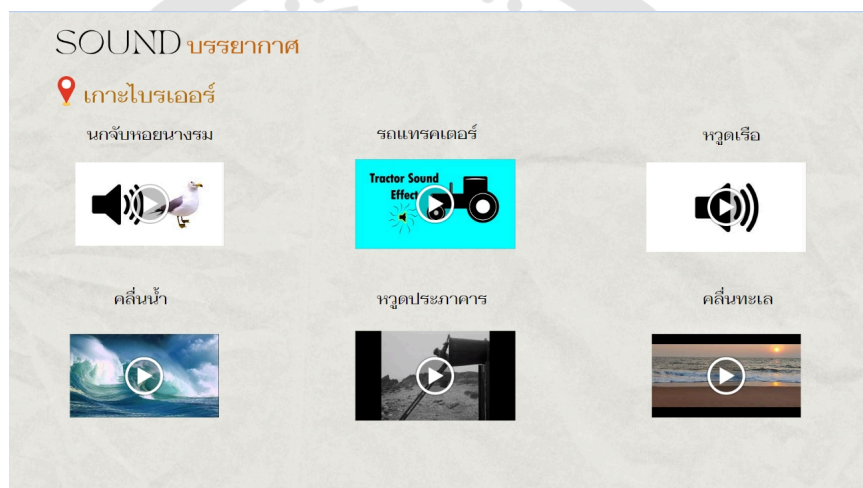 SOUND บรรยากาศ
เกาะไบรเออร์
นกจับหอยนางรม
รถแทรคเตอร์
หวูดเรือ
Tractor Sound
Effect
คลื่นน้ำ
หวูดประภาคาร
คลื่นทะเล